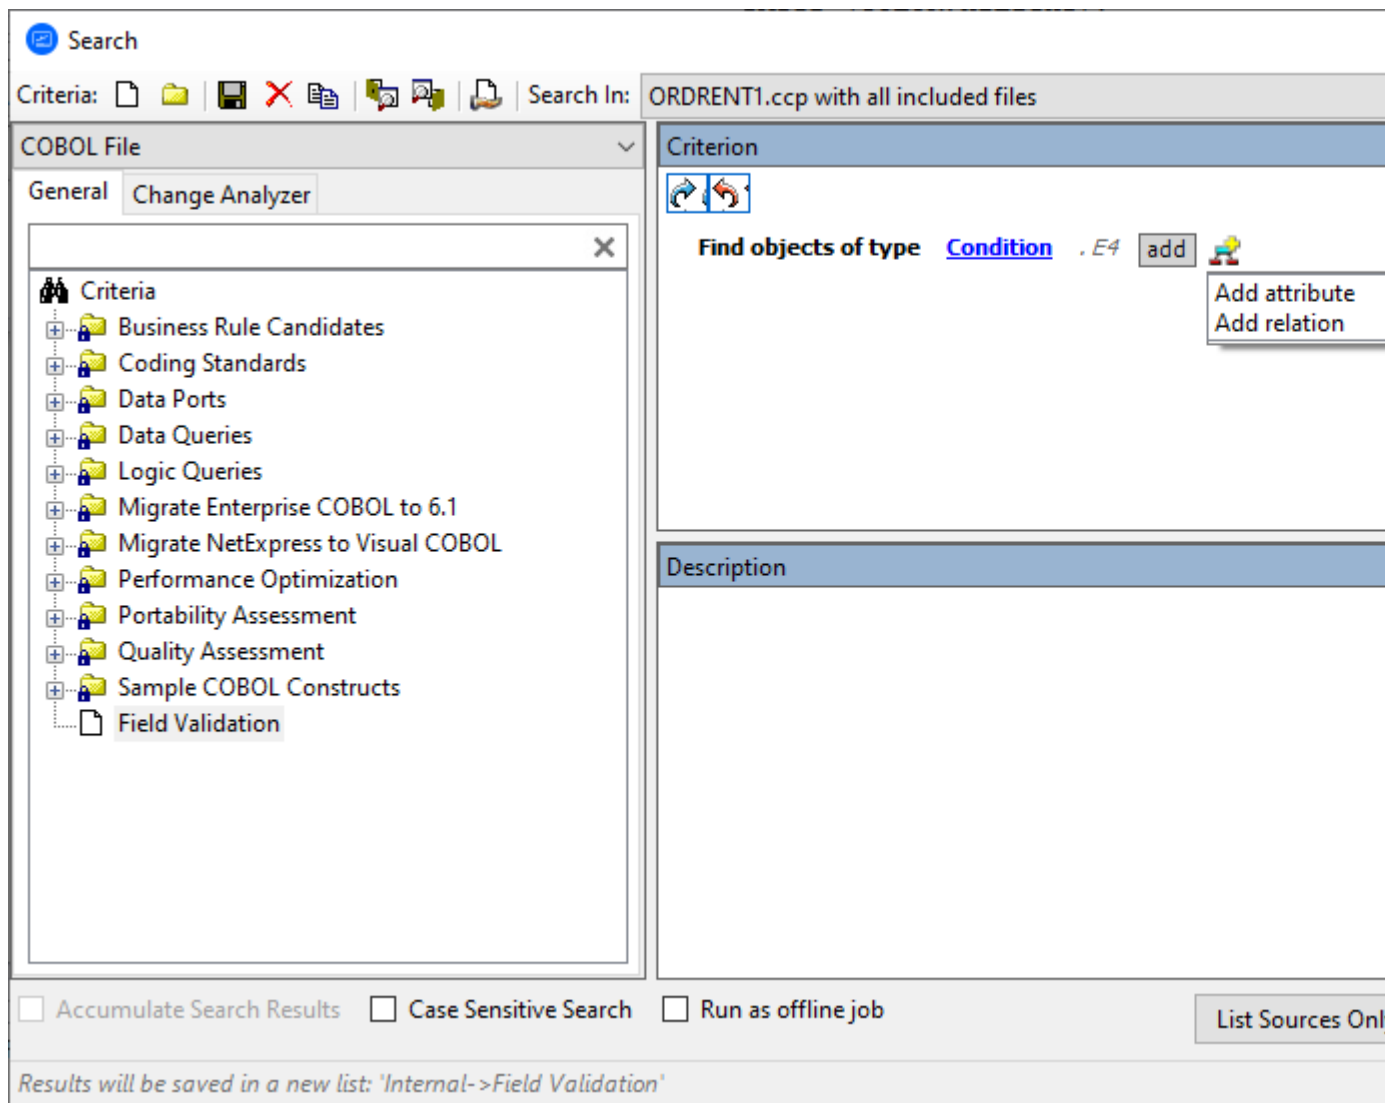 Search
Criteria: Search In: ORDRENT1.ccp with all included files
COBOL File
General Change Analyzer
Criteria
Business Rule Candidates
Coding Standards
Data Ports
Data Queries
Logic Queries
Migrate Enterprise COBOL to 6.1
Migrate NetExpress to Visual COBOL
Performance Optimization
Portability Assessment
Quality Assessment
Sample COBOL Constructs
Field Validation
Criterion
Find objects of type Condition . E4 add
Add attribute
Add relation
Description
Accumulate Search Results Case Sensitive Search Run as offline job
List Sources Onl
Results will be saved in a new list: 'Internal->Field Validation'